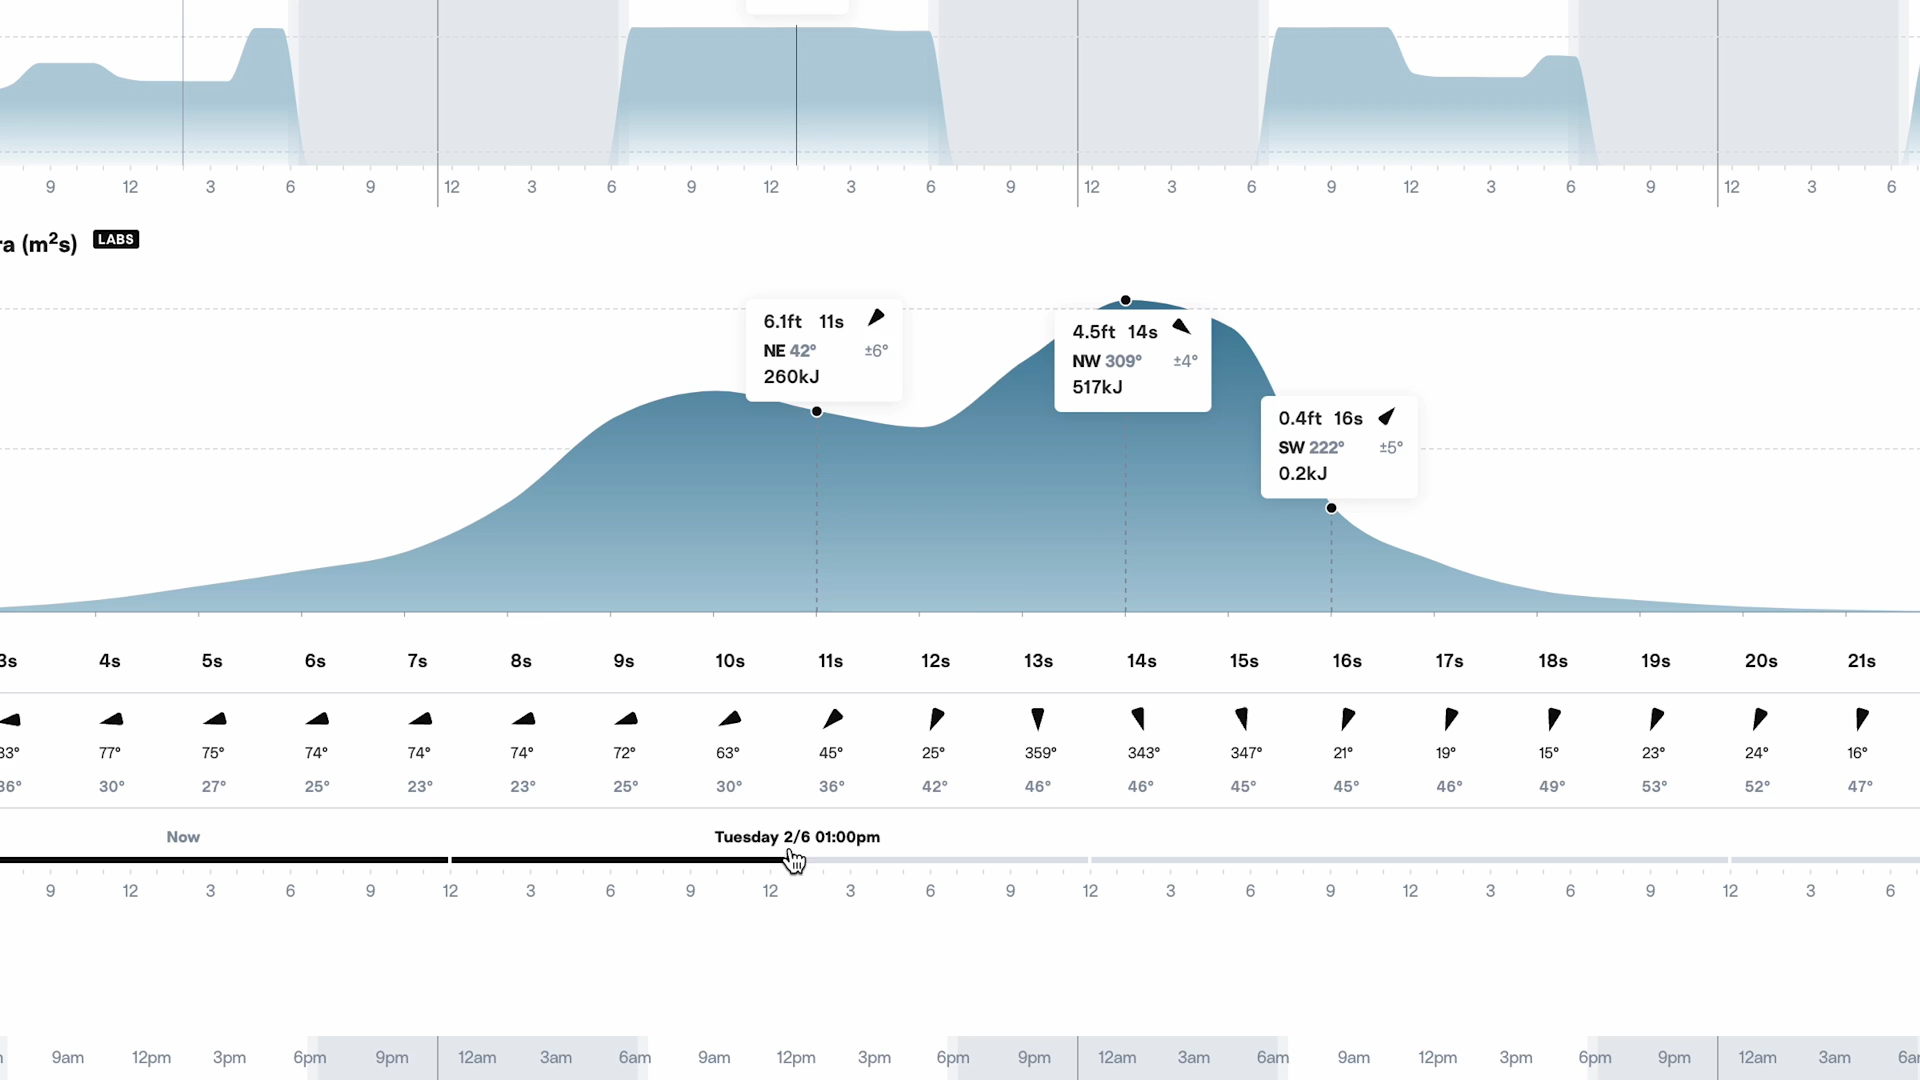 9 12 3 6 9 12 3 6 9 12 3 6 9 12 3 6 9 12 3 6 9 12 3 6
ra (m²s) LABS
6.1ft 11s
NE 42° ±6°
260kJ
4.5ft 14s
NW 309° ±4°
517kJ
0.4ft 16s
SW 222° ±5°
0.2kJ
3s 4s 5s 6s 7s 8s 9s 10s 11s 12s 13s 14s 15s 16s 17s 18s 19s 20s 21s
83° 77° 75° 74° 74° 74° 72° 63° 45° 25° 359° 343° 347° 21° 19° 15° 23° 24° 16°
36° 30° 27° 25° 23° 23° 25° 30° 36° 42° 46° 46° 45° 45° 46° 49° 53° 52° 47°
Now Tuesday 2/6 01:00pm
9 12 3 6 9 12 3 6 9 12 3 6 9 12 3 6 9 12 3 6 9 12 3 6
9am 12pm 3pm 6pm 9pm 12am 3am 6am 9am 12pm 3pm 6pm 9pm 12am 3am 6am 9am 12pm 3pm 6pm 9pm 12am 3am 6a